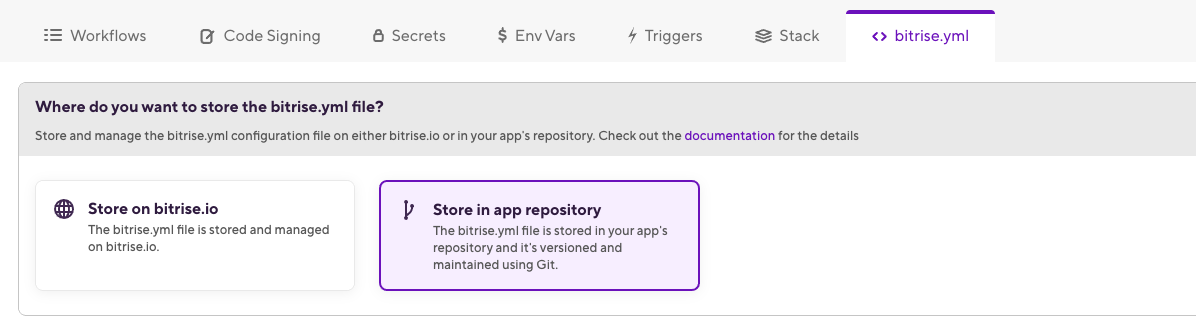 Workflows Code Signing Secrets Env Vars Triggers Stack bitrise.yml
Where do you want to store the bitrise.yml file?
Store and manage the bitrise.yml configuration file on either bitrise.io or in your app's repository. Check out the documentation for the details
Store on bitrise.io
The bitrise.yml file is stored and managed
on bitrise.io.
Store in app repository
The bitrise.yml file is stored in your app's
repository and it's versioned and
maintained using Git.